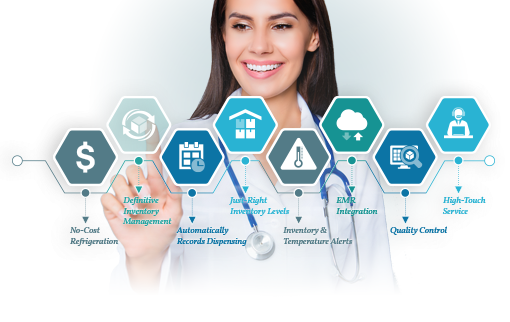 $
No-Cost
Refrigeration
Definitive
Inventory
Management
Automatically
Records Dispensing
Just-Right
Inventory Levels
Inventory &
Temperature Alerts
EMR
Integration
Quality Control
High-Touch
Service